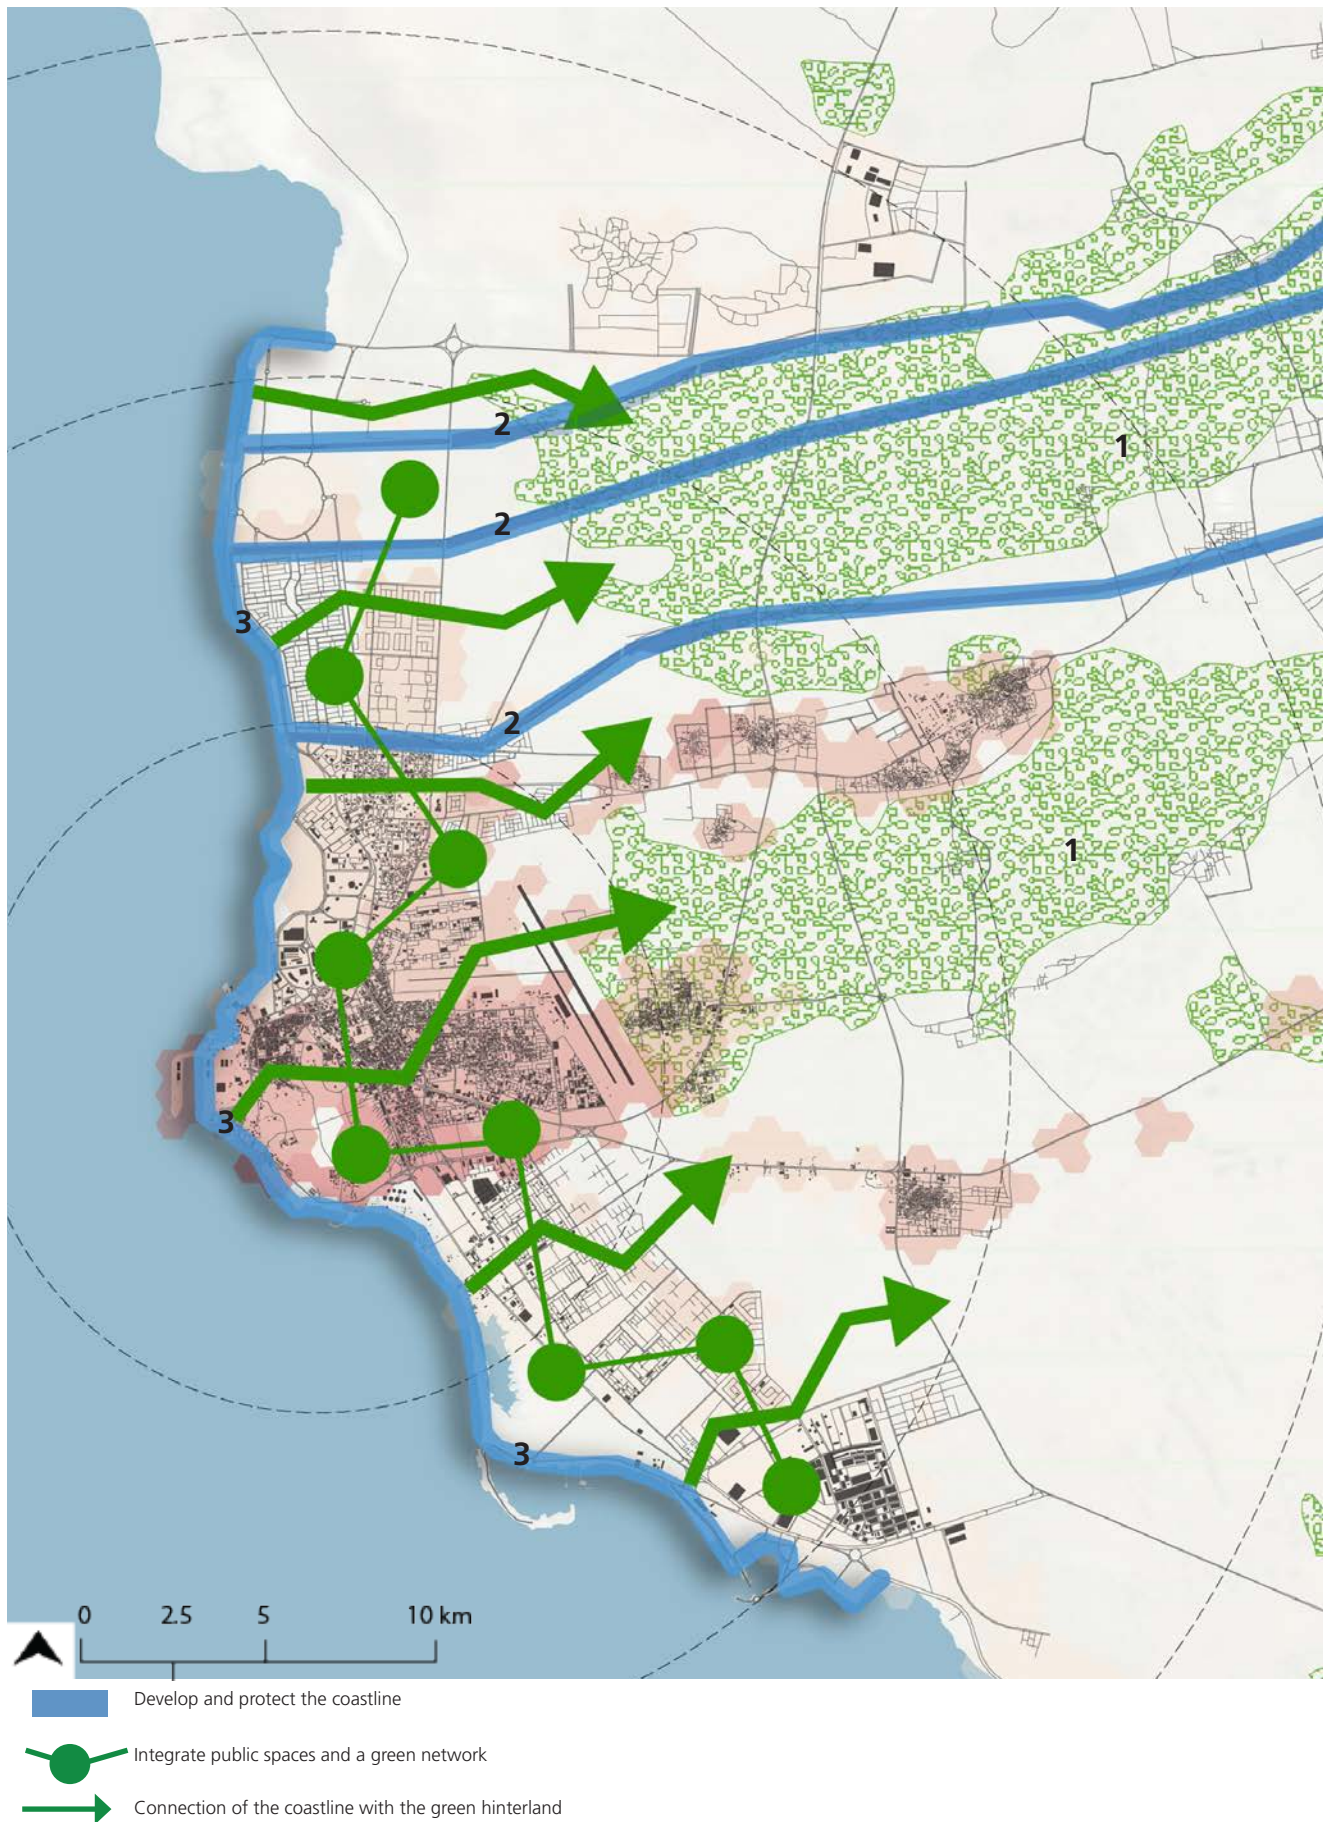 2
1
2
3
2
1
3
3
0 2.5 5 10 km
Develop and protect the coastline
Integrate public spaces and a green network
Connection of the coastline with the green hinterland